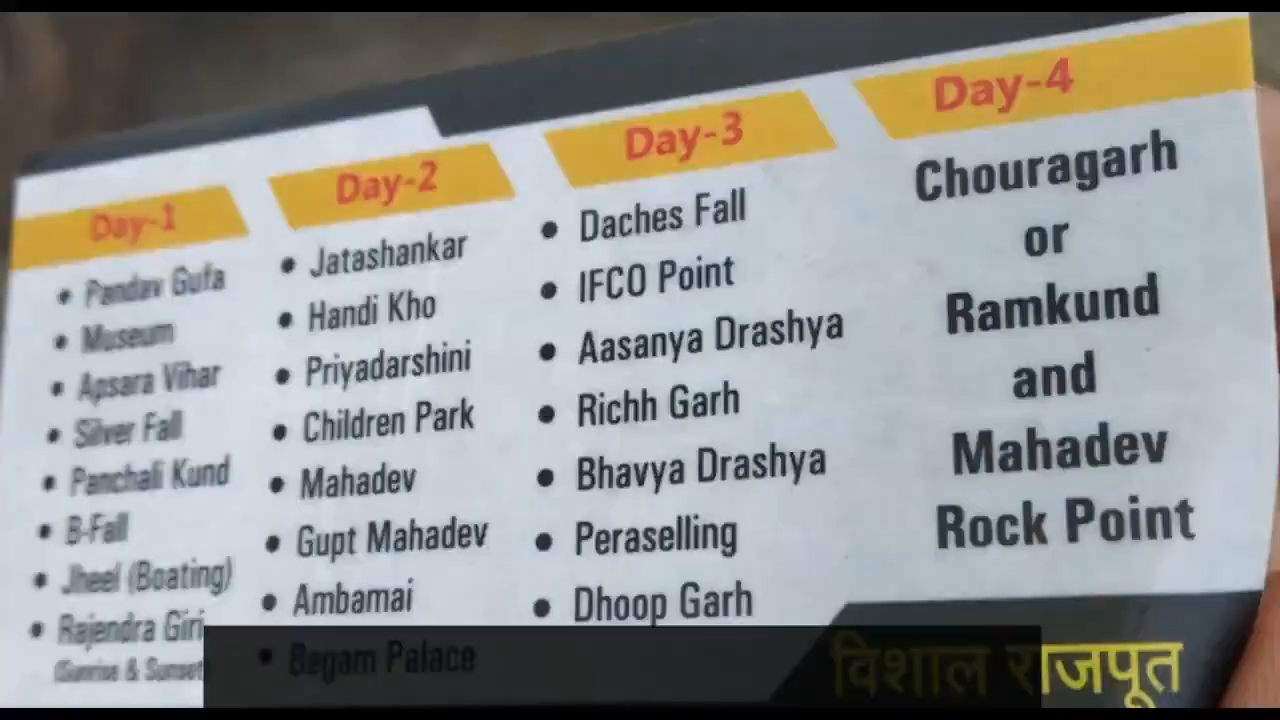 Day-1
• Pandav Gufa
• Museum
• Apsara Vihar
• Silver Fall
• Panchali Kund
• B-Fall
• Jheel (Boating)
• Rajendra Giri
(Sunrise & Sunset
Day-2
• Jatashankar
• Handi Kho
• Priyadarshini
• Children Park
• Mahadev
• Gupt Mahadev
• Ambamai
• Begam Palace
Day-3
• Daches Fall
• IFCO Point
• Aasanya Drashya
• Richh Garh
• Bhavya Drashya
• Peraselling
• Dhoop Garh
Day-4
Chouragarh
or
Ramkund
and
Mahadev
Rock Point
विशाल राजपूत